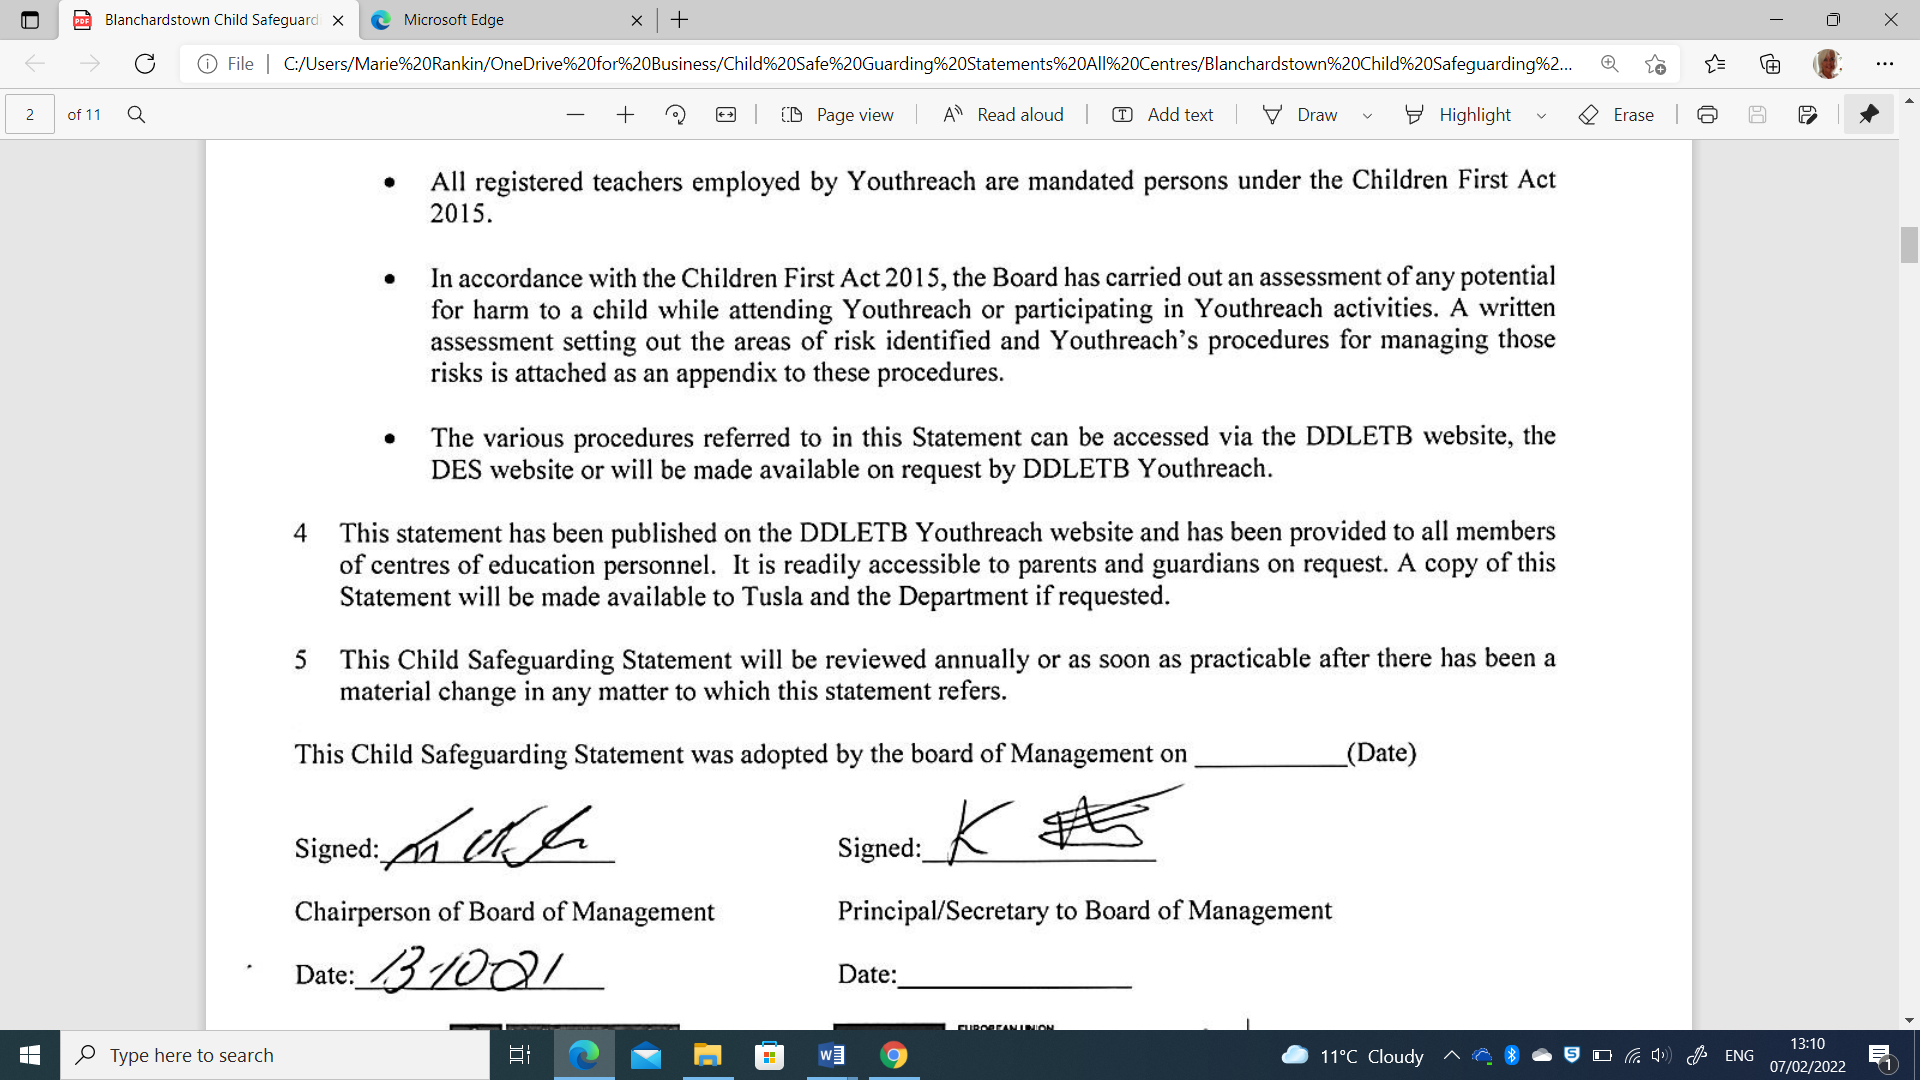 Blanchardstown Child Safeguard
Microsoft Edge
File
C:/Users/Marie%20Rankin/OneDrive%20for%20Business/Child%20Safe%20Guarding%20Statements%20All%20Centres/Blanchardstown%20Child%20Safeguarding%2...
2 of 11
Page view
Read aloud
Add text
Draw
Highlight
Erase
• All registered teachers employed by Youthreach are mandated persons under the Children First Act
2015.
• In accordance with the Children First Act 2015, the Board has carried out an assessment of any potential
for harm to a child while attending Youthreach or participating in Youthreach activities. A written
assessment setting out the areas of risk identified and Youthreach's procedures for managing those
risks is attached as an appendix to these procedures.
• The various procedures referred to in this Statement can be accessed via the DDLETB website, the
DES website or will be made available on request by DDLETB Youthreach.
4 This statement has been published on the DDLETB Youthreach website and has been provided to all members
of centres of education personnel. It is readily accessible to parents and guardians on request. A copy of this
Statement will be made available to Tusla and the Department if requested.
5 This Child Safeguarding Statement will be reviewed annually or as soon as practicable after there has been a
material change in any matter to which this statement refers.
This Child Safeguarding Statement was adopted by the board of Management on ___________(Date)
Signed: Signed: K
Chairperson of Board of Management Principal/Secretary to Board of Management
Date: Date:
EUROPEAN UNION
Type here to search
11°C Cloudy
ENG
13:10
07/02/2022
1